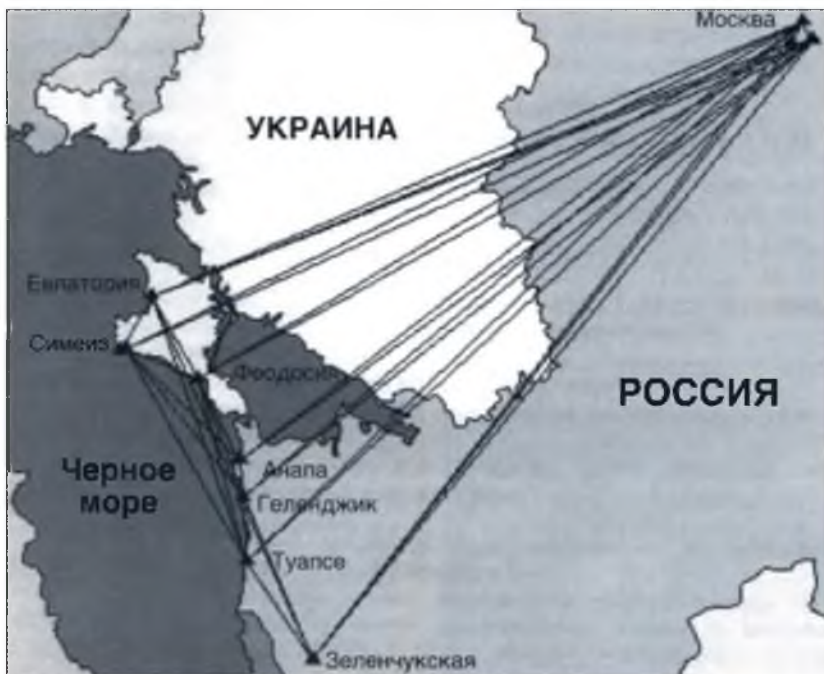 Москва
УКРАИНА
Евпатория
Симеиз
Феодосия
РОССИЯ
Черное
море
Анапа
Геленджик
Туапсе
Зеленчукская